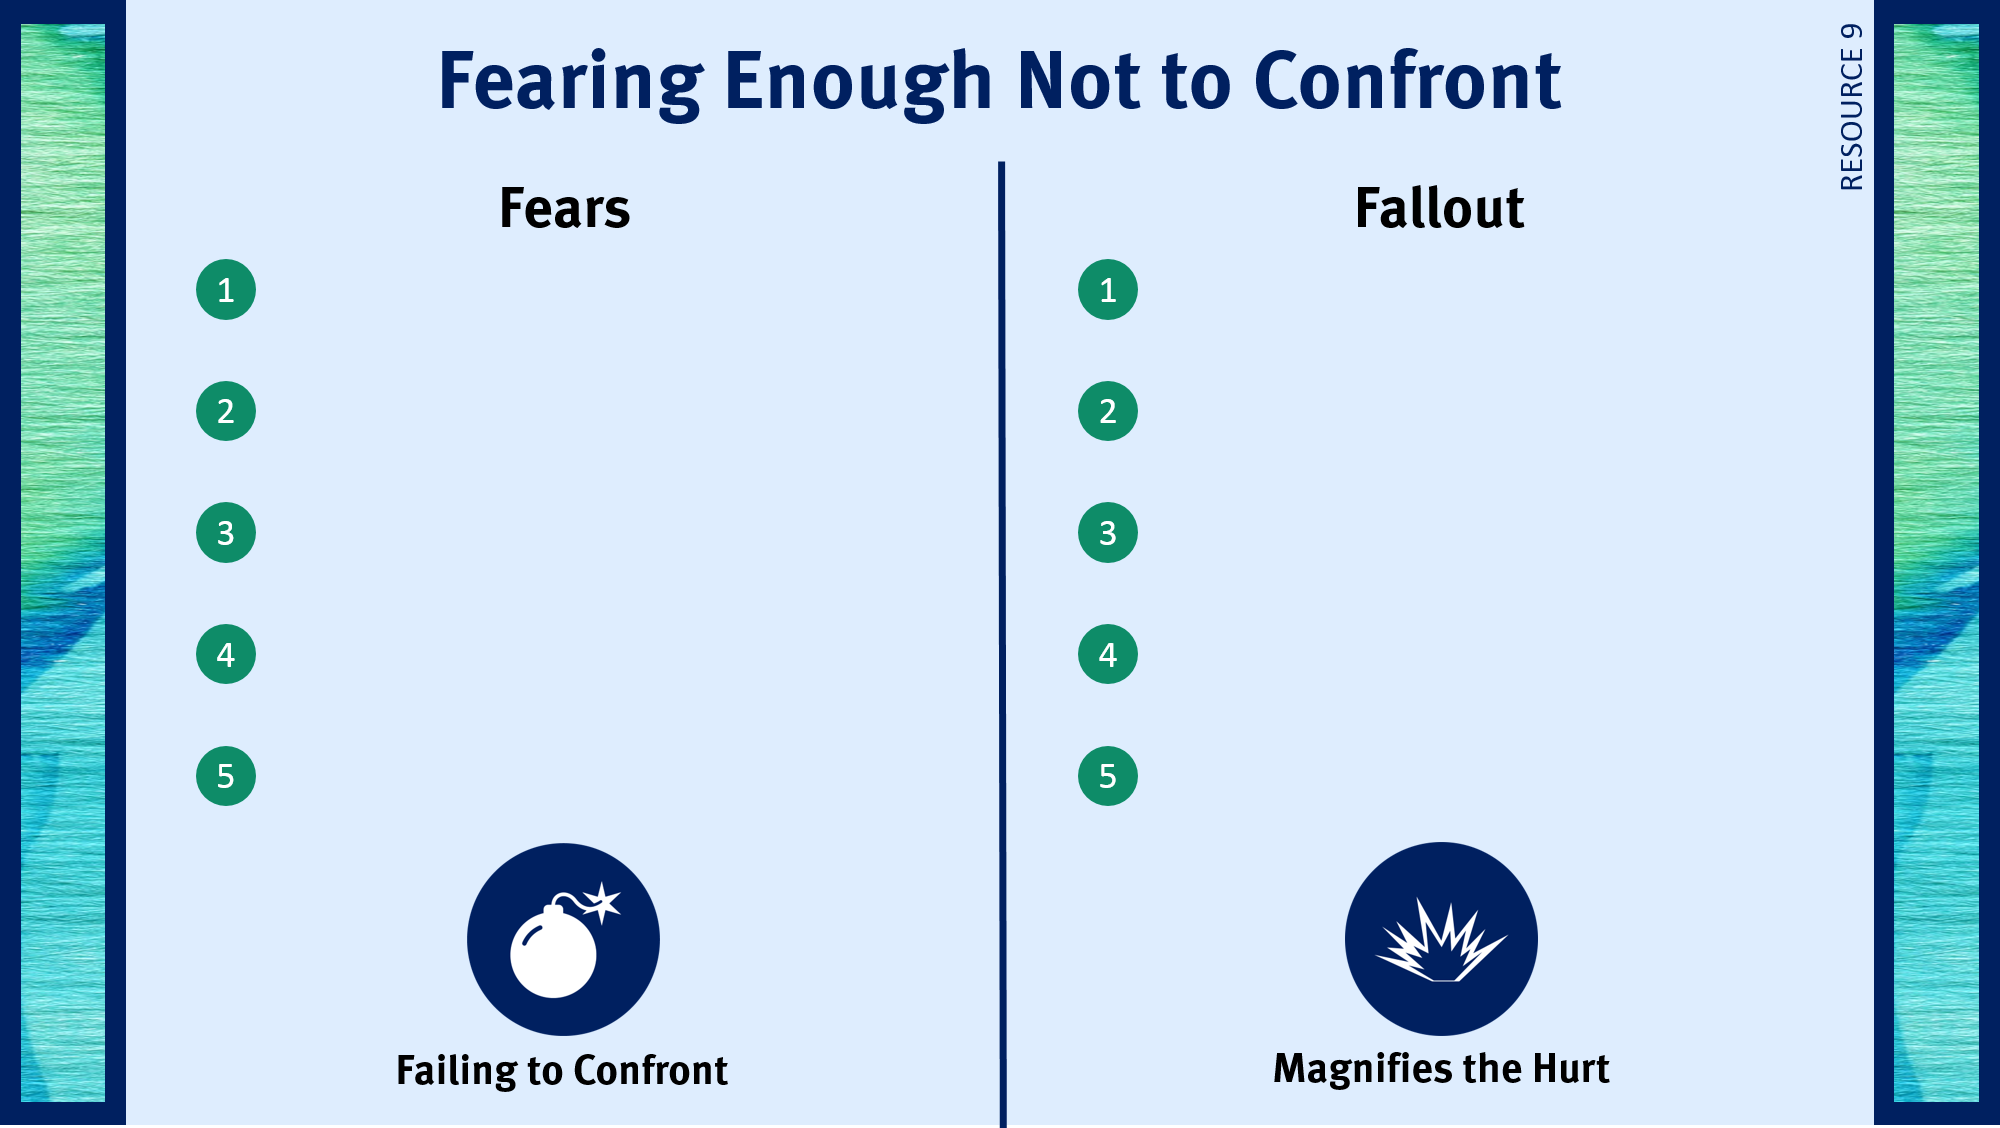 Fearing Enough Not to Confront
RESOURCE 9
Fears
1
2
3
4
5
Failing to Confront
Fallout
1
2
3
4
5
Magnifies the Hurt